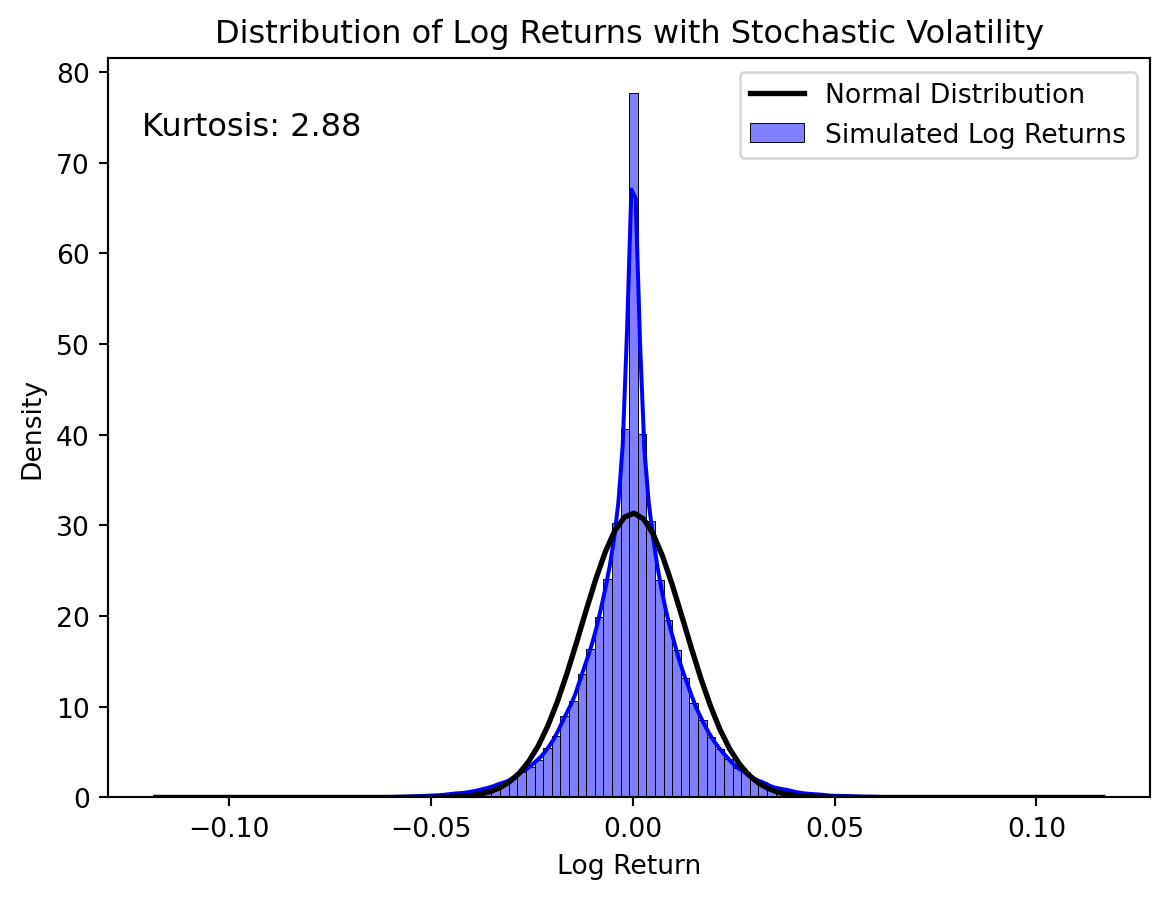 Distribution of Log Returns with Stochastic Volatility
80
70
60
50
40
30
20
10
0
Density
Kurtosis: 2.88
Normal Distribution
Simulated Log Returns
−0.10
−0.05
0.00
0.05
0.10
Log Return